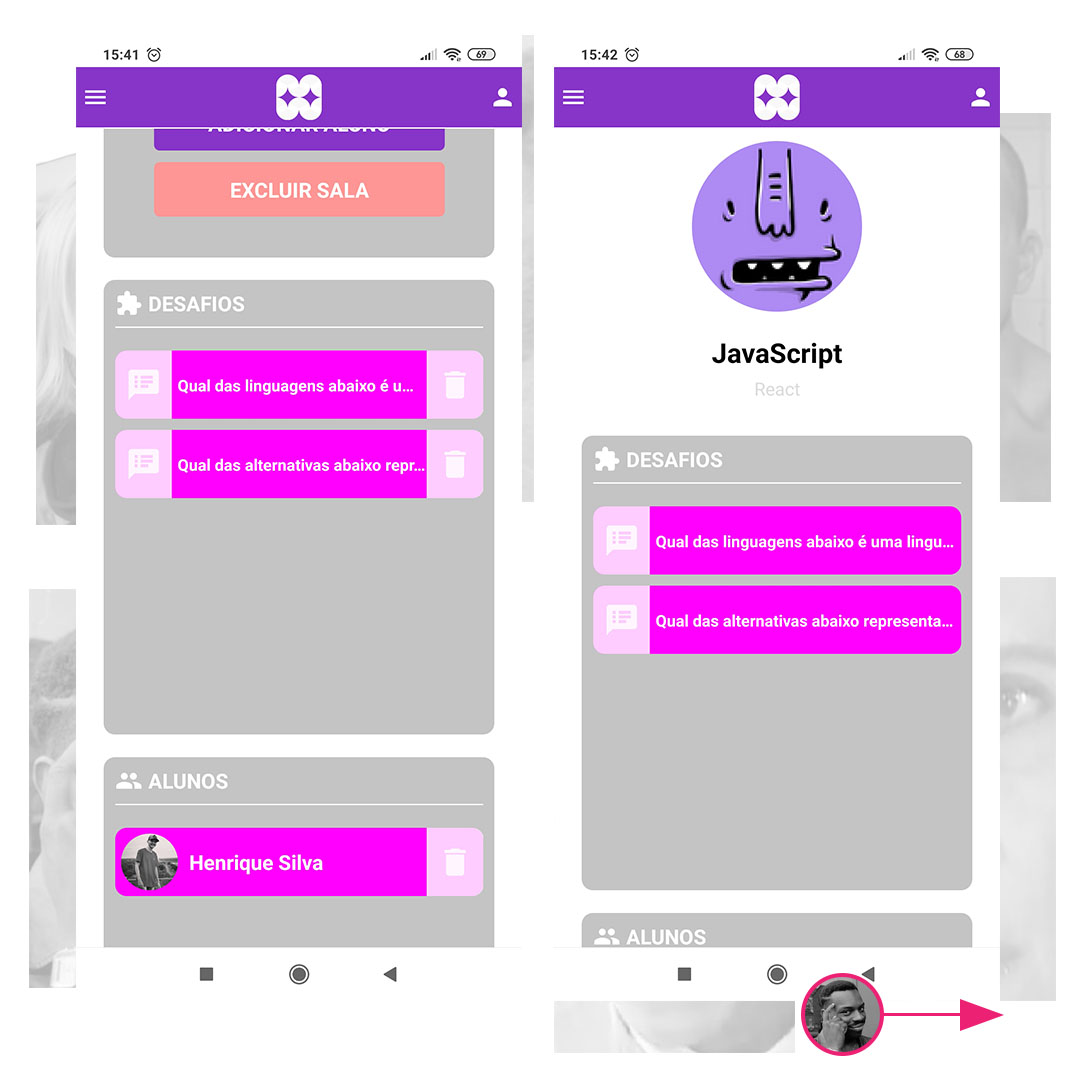 15:41
69
ADICIONAR ALUNO
EXCLUIR SALA
DESAFIOS
Qual das linguagens abaixo é u...
Qual das alternativas abaixo repr...
ALUNOS
Henrique Silva
15:42
68
JavaScript
React
DESAFIOS
Qual das linguagens abaixo é uma lingu...
Qual das alternativas abaixo representa...
ALUNOS